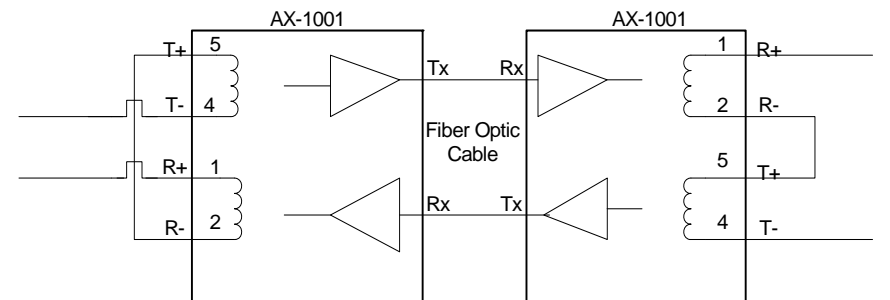 AX-1001
AX-1001
T+ 5
T- 4
R+ 1
R- 2
Tx Rx
Fiber Optic
Cable
Rx Tx
1 R+
2 R-
5 T+
4 T-